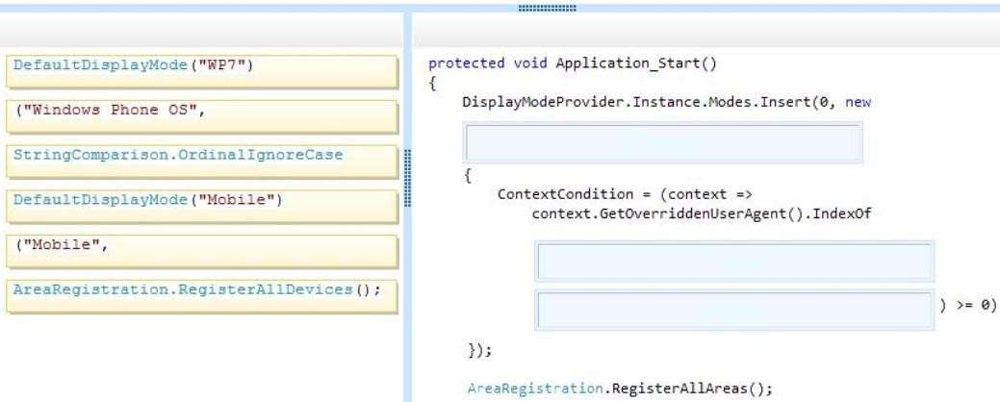 DefaultDisplayMode("WP7")
("Windows Phone OS",
StringComparison.OrdinalIgnoreCase
DefaultDisplayMode("Mobile")
("Mobile",
AreaRegistration.RegisterAllDevices();
protected void Application_Start()
{
DisplayModeProvider.Instance.Modes.Insert(0, new
{
ContextCondition = (context =>
context.GetOverriddenUserAgent().IndexOf
) >= 0)
});
AreaRegistration.RegisterAllAreas();